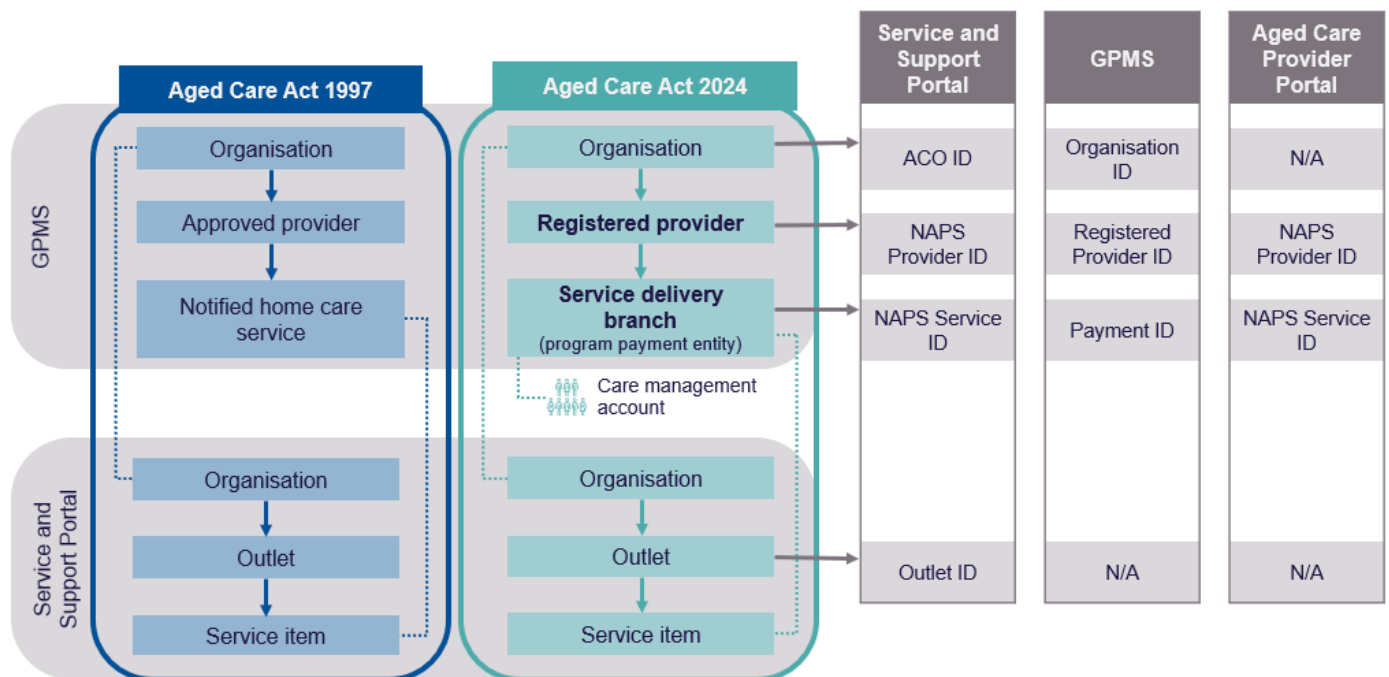 Aged Care Act 1997
Aged Care Act 2024
Service and
Support
Portal
GPMS
Aged Care
Provider
Portal
GPMS
Organisation
Approved provider
Notified home care
service
Organisation
Registered provider
Service delivery
branch
(program payment entity)
Care management
account
ACO ID
Organisation
ID
N/A
NAPS
Provider ID
Registered
Provider ID
NAPS
Provider ID
NAPS Service
ID
Payment ID
NAPS Service
ID
Service and
Support Portal
Organisation
Outlet
Service item
Organisation
Outlet
Service item
Outlet ID
N/A
N/A